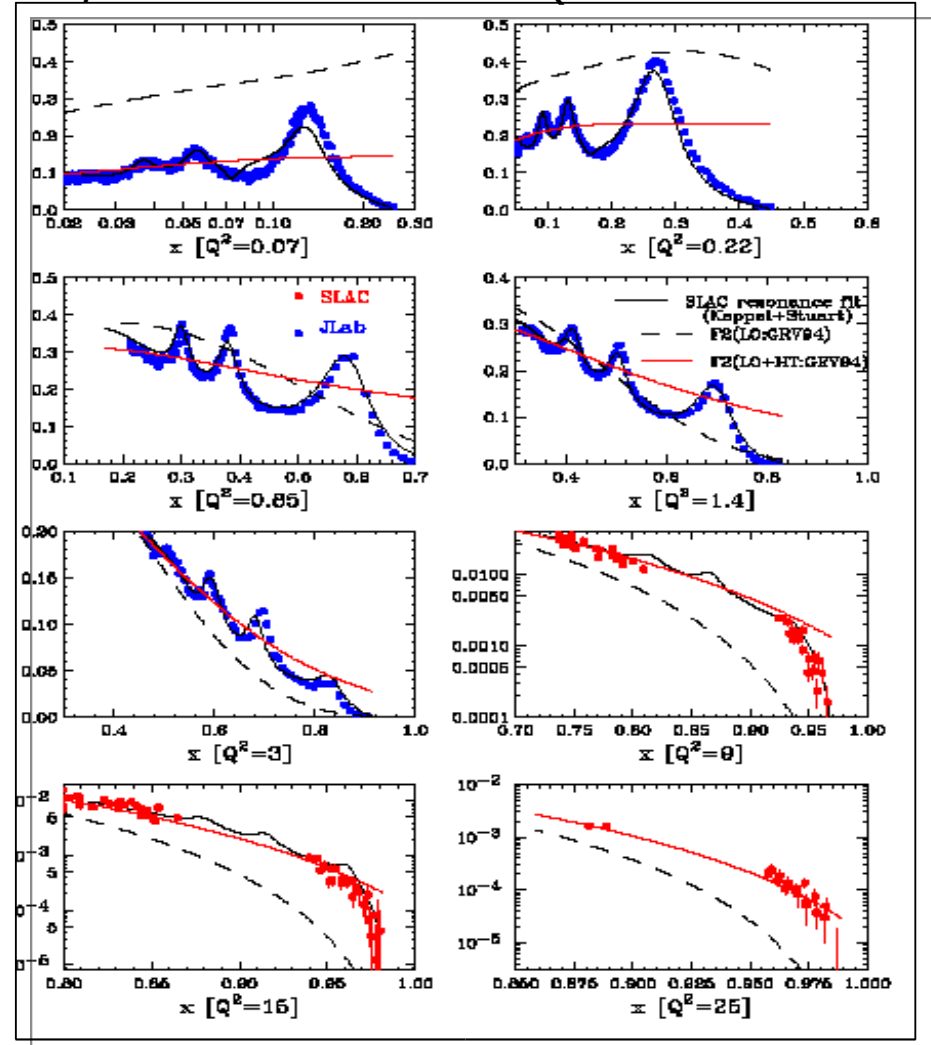 0.5 0.3 0.1 0.0
0.02 0.03 0.05 0.07 0.10 0.20 0.30
x [Q²=0.07]
0.5 0.3 0.2 0.1 0.0
0.1 0.2 0.3 0.4 0.5
x [Q²=0.22]
0.5 0.4 0.3 0.2 0.1 0.0
SLAC
JLab
0.1 0.2 0.3 0.4 0.5 0.6 0.7
x [Q²=0.85]
0.4 0.2 0.1 0.0
SLAC resonance fit
(Keppel+Stuart)
F2(LO:GRV94)
F2(LO+HT:GRV94)
0.4 0.6 0.8 1.0
x [Q²=1.4]
0.20 0.15 0.10 0.05 0.00
0.4 0.6 0.8 1.0
x [Q²=3]
0.0100 0.0050 0.0010 0.0005 0.0001
0.70 0.75 0.80 0.85 0.90 0.95 1.00
x [Q²=9]
5 5 5
0.80 0.85 0.90 0.95 1.00
x [Q²=15]
10⁻² 10⁻³ 10⁻⁴ 10⁻⁵
0.850 0.875 0.900 0.925 0.950 0.975 1.000
x [Q²=25]